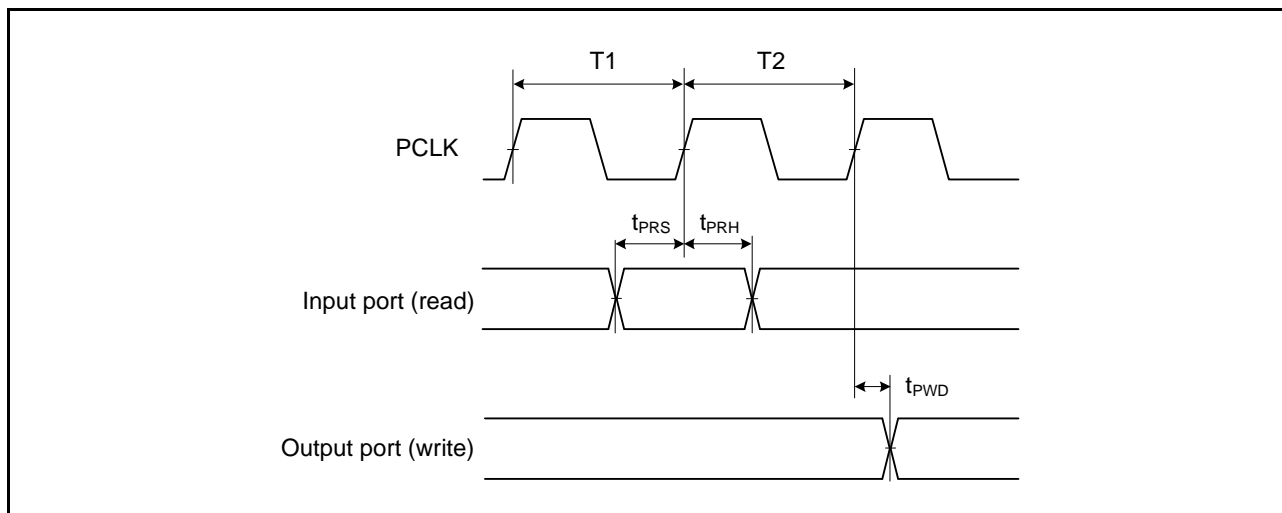 T1 T2
PCLK
tPRS tPRH
Input port (read)
tPWD
Output port (write)